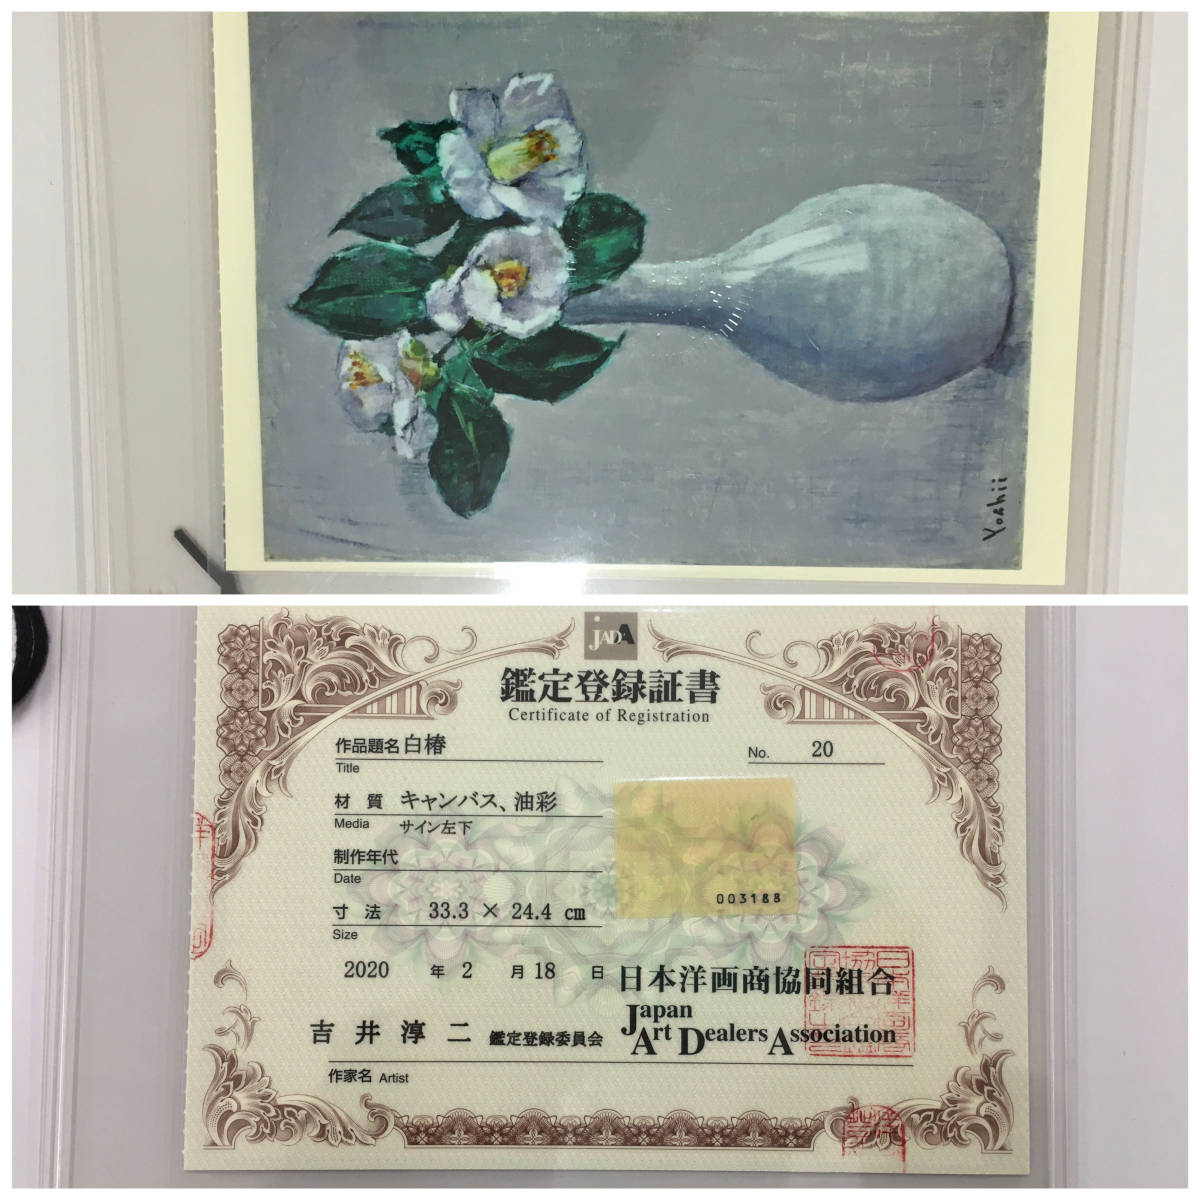 Yoshii
JADA
鑑定登録証書
Certificate of Registration
作品題名 白椿
Title
No. 20
材質 キャンバス、油彩
Media サイン左下
制作年代
Date
寸法 33.3 × 24.4 cm
Size
003188
2020 年 2 月 18 日
日本洋画商協同組合
Japan
Art Dealers Association
吉井淳二 鑑定登録委員会
作家名 Artist